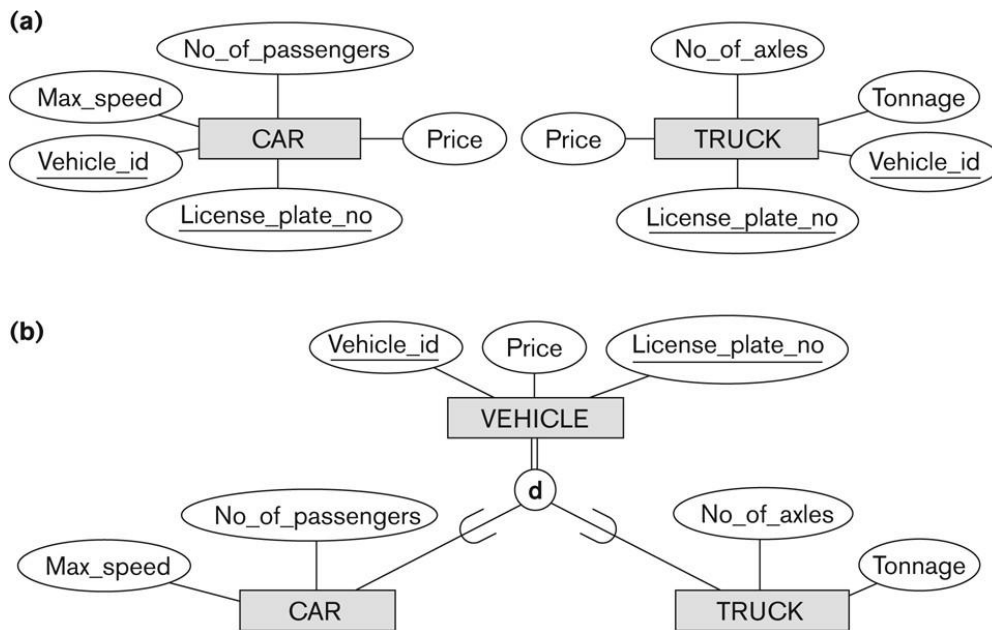 (a)
No_of_passengers
No_of_axles
Max_speed
Tonnage
CAR
Price
Price
TRUCK
Vehicle_id
Vehicle_id
License_plate_no
License_plate_no
(b)
Vehicle_id
Price
License_plate_no
VEHICLE
d
No_of_passengers
No_of_axles
Max_speed
Tonnage
CAR
TRUCK